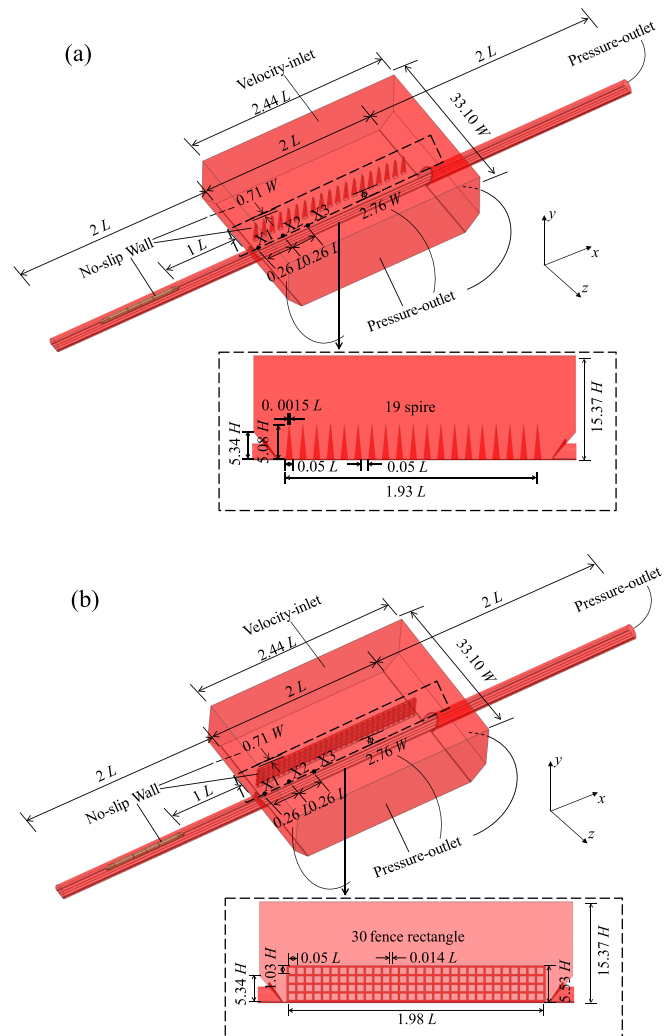 (a)
Velocity-inlet
2 L
Pressure-outlet
2.44 L
33.10 W
2 L
0.71 W
2 L
No-slip Wall
1 L
X1
X2
X3
2.76 W
0.26 L
0.26 L
Pressure-outlet
y
x
z
0. 0015 L
19 spire
5.34 H
5.08 H
15.37 H
0.05 L
0.05 L
1.93 L
(b)
Velocity-inlet
2 L
Pressure-outlet
2.44 L
33.10 W
2 L
0.71 W
2 L
No-slip Wall
1 L
X1
X2
X3
2.76 W
0.26 L
0.26 L
Pressure-outlet
y
x
z
30 fence rectangle
5.34 H
1.03 H
0.05 L
0.014 L
5.53 H
15.37 H
1.98 L